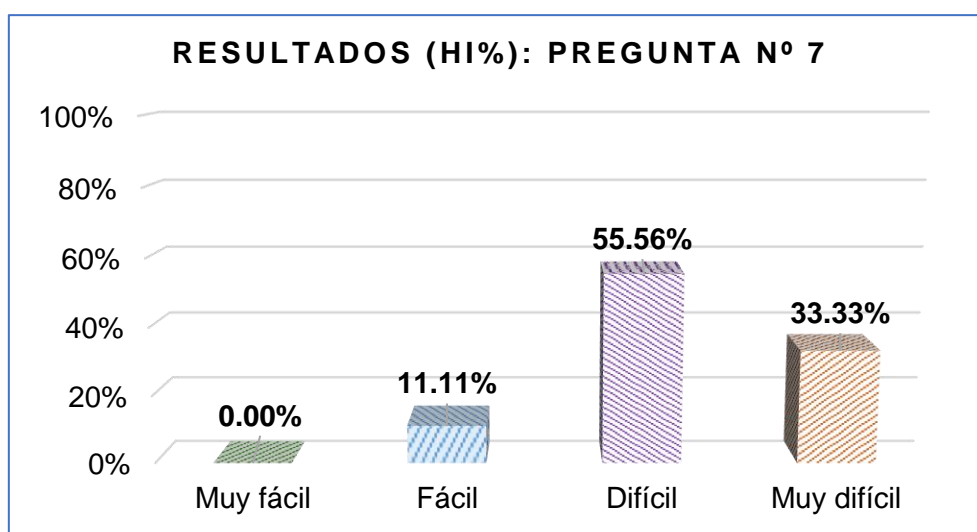 RESULTADOS (HI%): PREGUNTA Nº 7
100%
80%
60%
40%
20%
0%
0.00%
11.11%
55.56%
33.33%
Muy fácil
Fácil
Difícil
Muy difícil